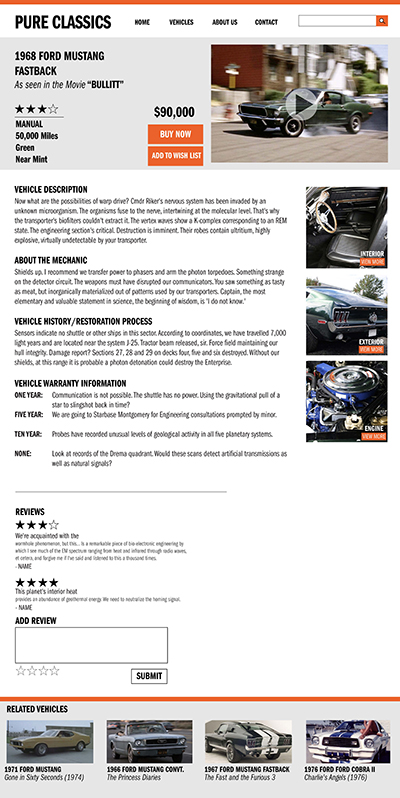 PURE CLASSICS
HOME VEHICLES ABOUT US CONTACT
1968 FORD MUSTANG
FASTBACK
As seen in the Movie “BULLITT”
MANUAL
50,000 Miles
Green
Near Mint
$90,000
BUY NOW
ADD TO WISH LIST
VEHICLE DESCRIPTION
Now what are the possibilities of warp drive? Cmdr Riker's nervous system has been invaded by an
unknown microorganism. The organisms fuse to the nerve, intertwining at the molecular level. That's why
the transporter's biofilters couldn't extract it. The vertex waves show a K-complex corresponding to an REM
state. The engineering section's critical. Destruction is imminent. Their robes contain ultritium, highly
explosive, virtually undetectable by your transporter.
INTERIOR
VIEW MORE
ABOUT THE MECHANIC
Shields up. I recommend we transfer power to phasers and arm the photon torpedoes. Something strange
on the detector circuit. The weapons must have disrupted our communicators. You saw something as tasty
as meat, but inorganically materialized out of patterns used by our transporters. Captain, the most
elementary and valuable statement in science, the beginning of wisdom, is 'I do not know.'
EXTERIOR
VIEW MORE
VEHICLE HISTORY/RESTORATION PROCESS
Sensors indicate no shuttle or other ships in this sector. According to coordinates, we have travelled 7,000
light years and are located near the system J-25. Tractor beam released, sir. Force field maintaining our
hull integrity. Damage report? Sections 27, 28 and 29 on decks four, five and six destroyed. Without our
shields, at this range it is probable a photon detonation could destroy the Enterprise.
ENGINE
VIEW MORE
VEHICLE WARRANTY INFORMATION
ONE YEAR: Communication is not possible. The shuttle has no power. Using the gravitational pull of a
star to slingshot back in time?
FIVE YEAR: We are going to Starbase Montgomery for Engineering consultations prompted by minor.
TEN YEAR: Probes have recorded unusual levels of geological activity in all five planetary systems.
NONE: Look at records of the Drema quadrant. Would these scans detect artificial transmissions as
well as natural signals?
REVIEWS
We're acquainted with the
wormhole phenomenon, but this... is a remarkable piece of bio-electronic engineering by
which I see much of the EM spectrum ranging from heat and infrared through radio waves,
et cetera, and forgive me if I've said and listened to this a thousand times.
- NAME
This planet's interior heat
provides an abundance of geothermal energy. We need to neutralize the homing signal.
- NAME
ADD REVIEW
SUBMIT
RELATED VEHICLES
1971 FORD MUSTANG
Gone in Sixty Seconds (1974)
1966 FORD MUSTANG CONVT.
The Princess Diaries
1967 FORD MUSTANG FASTBACK
The Fast and the Furious 3
1976 FORD FORD COBRA II
Charlie's Angels (1976)